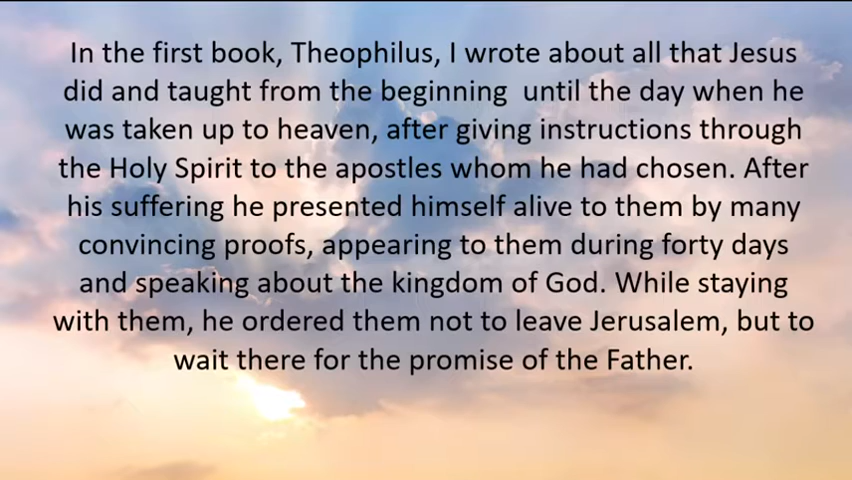 In the first book, Theophilus, I wrote about all that Jesus
did and taught from the beginning  until the day when he
was taken up to heaven, after giving instructions through
the Holy Spirit to the apostles whom he had chosen. After
his suffering he presented himself alive to them by many
convincing proofs, appearing to them during forty days
and speaking about the kingdom of God. While staying
with them, he ordered them not to leave Jerusalem, but to
wait there for the promise of the Father.